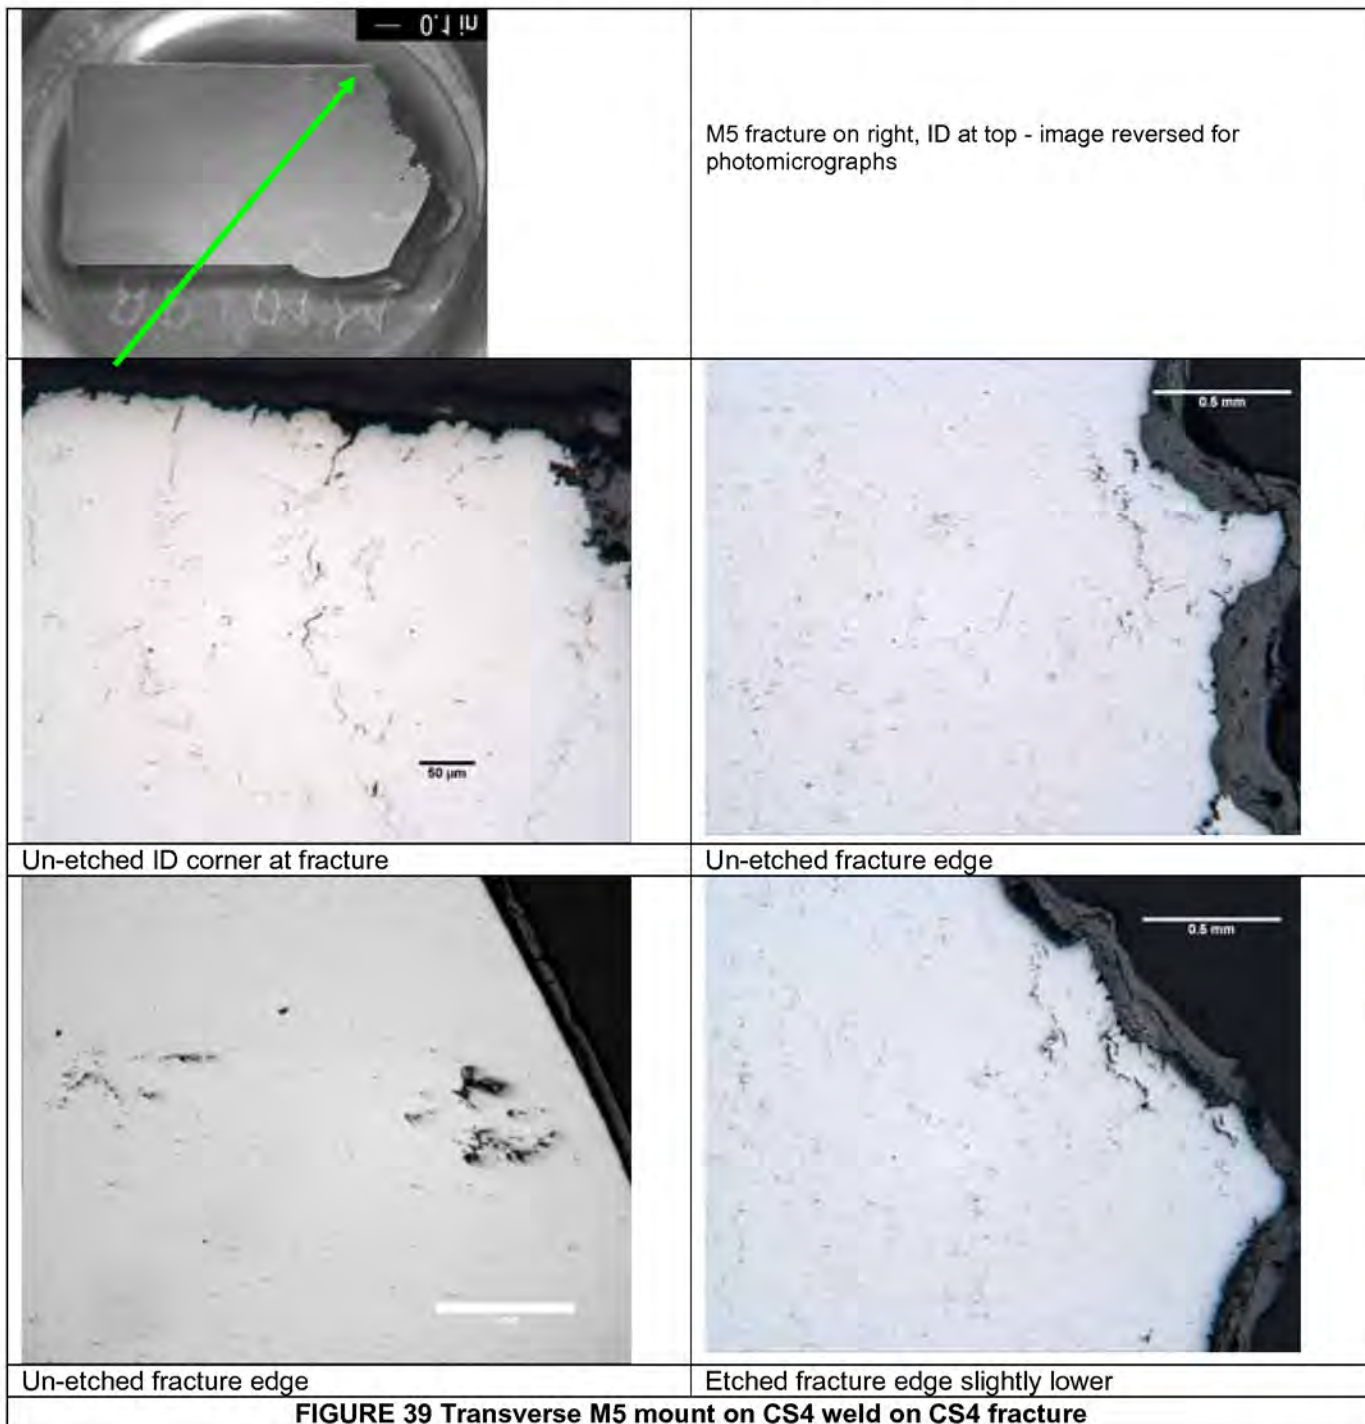 0.1 in
M5 fracture on right, ID at top - image reversed for
photomicrographs
50 µm
0.5 mm
Un-etched ID corner at fracture
Un-etched fracture edge
0.5 mm
Un-etched fracture edge
Etched fracture edge slightly lower
FIGURE 39 Transverse M5 mount on CS4 weld on CS4 fracture